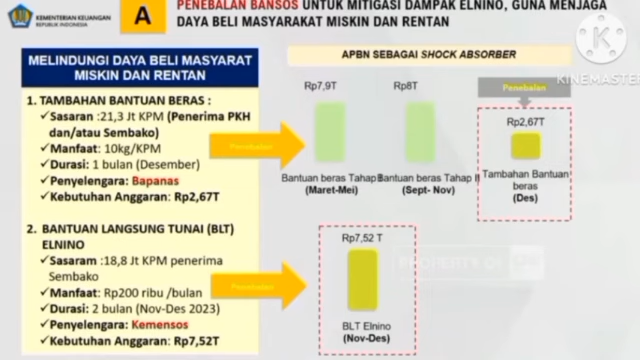 KEMENTERIAN KEUANGAN
REPUBLIK INDONESIA
A
PENEBALAN BANSOS UNTUK MITIGASI DAMPAK ELNINO, GUNA MENJAGA
DAYA BELI MASYARAKAT MISKIN DAN RENTAN
MELINDUNGI DAYA BELI MASYARAT
MISKIN DAN RENTAN
1. TAMBAHAN BANTUAN BERAS :
✓Sasaran :21,3 Jt KPM (Penerima PKH
dan/atau Sembako)
✓Manfaat: 10kg/KPM
✓Durasi: 1 bulan (Desember)
✓Penyelengara: Bapanas
✓Kebutuhan Anggaran: Rp2,67T
2. BANTUAN LANGSUNG TUNAI (BLT)
ELNINO
✓Sasaram :18,8 Jt KPM penerima
Sembako
✓Manfaat: Rp200 ribu /bulan
✓Durasi: 2 bulan (Nov-Des 2023)
✓Penyelengara: Kemensos
✓Kebutuhan Anggaran: Rp7,52T
Penebalan
Penebalan
APBN SEBAGAI SHOCK ABSORBER
Rp7,9T
Rp8T
Penebalan
Rp2,67T
Bantuan beras Tahap I
(Maret-Mei)
Bantuan beras Tahap II
(Sept- Nov)
Tambahan Bantuan
beras
(Des)
Rp7,52 T
BLT Elnino
(Nov-Des)
KINEMASTE
PROPERTY OF